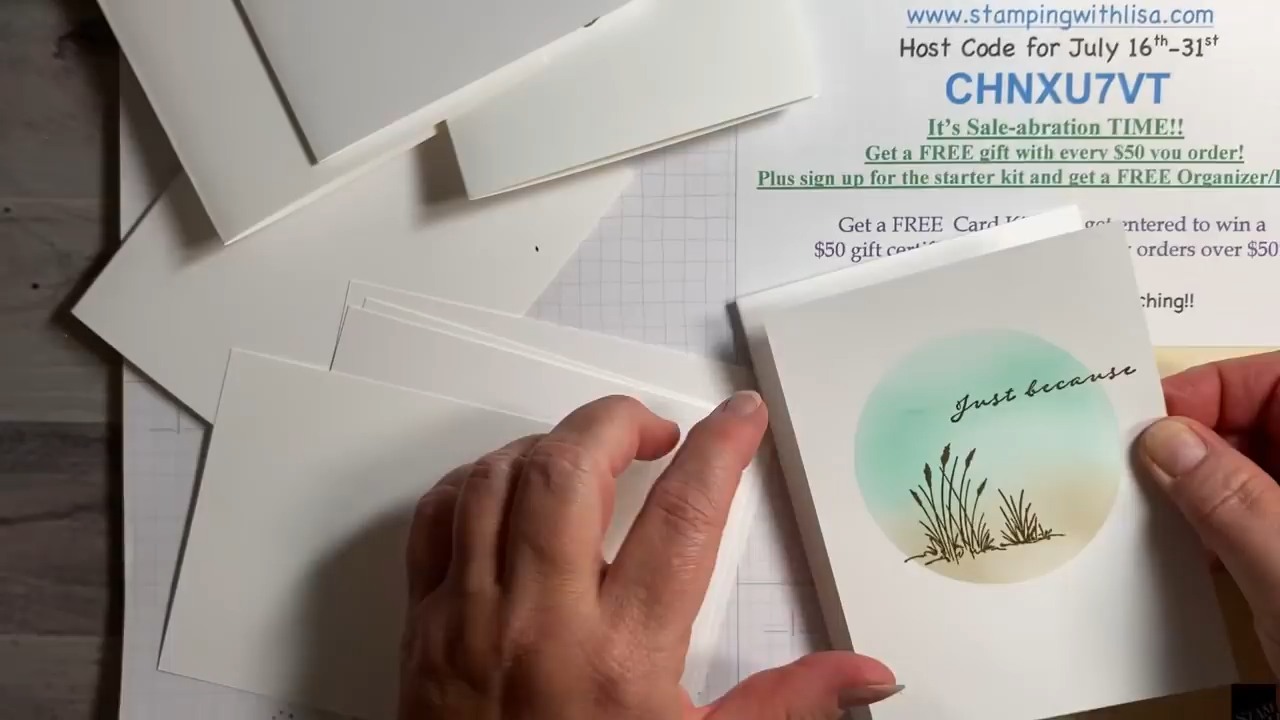 www.stampingwithlisa.com
Host Code for July 16th-31st
CHNXU7VT
It's Sale-abration TIME!!
Get a FREE gift with every $50 you order!
Plus sign up for the starter kit and get a FREE Organizer/
Get a FREE Card entered to win a
$50 gift orders over $50
Just because